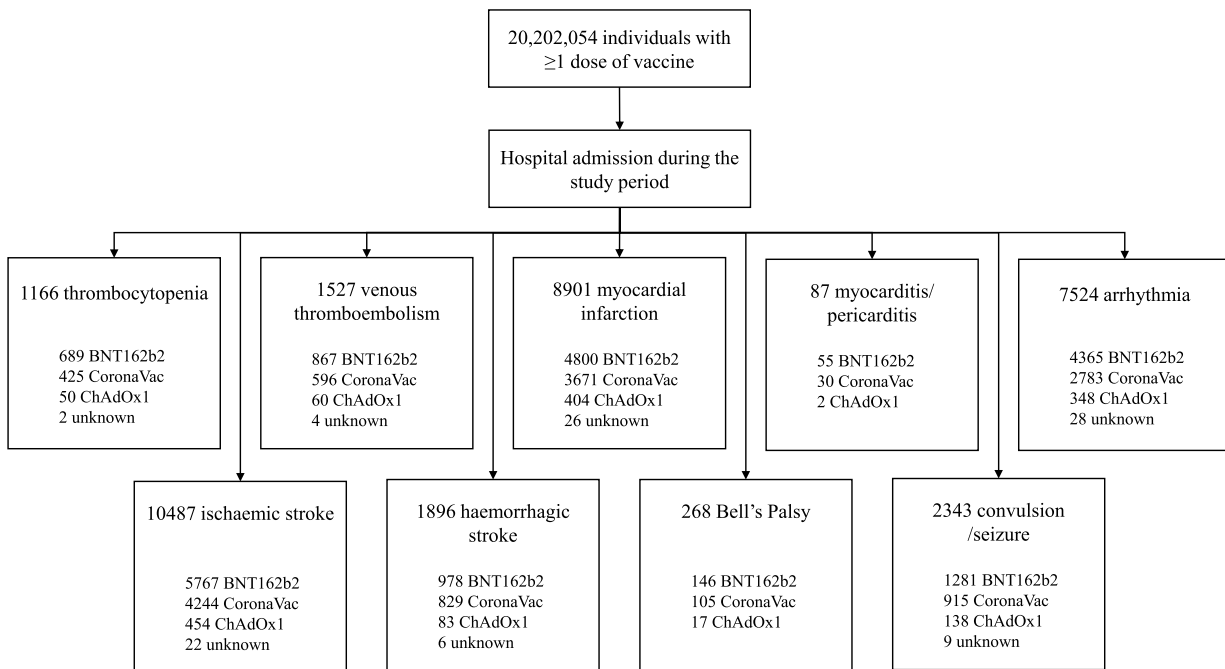 20,202,054 individuals with
≥1 dose of vaccine
Hospital admission during the
study period
1166 thrombocytopenia
689 BNT162b2
425 CoronaVac
50 ChAdOx1
2 unknown
1527 venous
thromboembolism
867 BNT162b2
596 CoronaVac
60 ChAdOx1
4 unknown
8901 myocardial
infarction
4800 BNT162b2
3671 CoronaVac
404 ChAdOx1
26 unknown
87 myocarditis/
pericarditis
55 BNT162b2
30 CoronaVac
2 ChAdOx1
7524 arrhythmia
4365 BNT162b2
2783 CoronaVac
348 ChAdOx1
28 unknown
10487 ischaemic stroke
5767 BNT162b2
4244 CoronaVac
454 ChAdOx1
22 unknown
1896 haemorrhagic
stroke
978 BNT162b2
829 CoronaVac
83 ChAdOx1
6 unknown
268 Bell’s Palsy
146 BNT162b2
105 CoronaVac
17 ChAdOx1
2343 convulsion
/seizure
1281 BNT162b2
915 CoronaVac
138 ChAdOx1
9 unknown